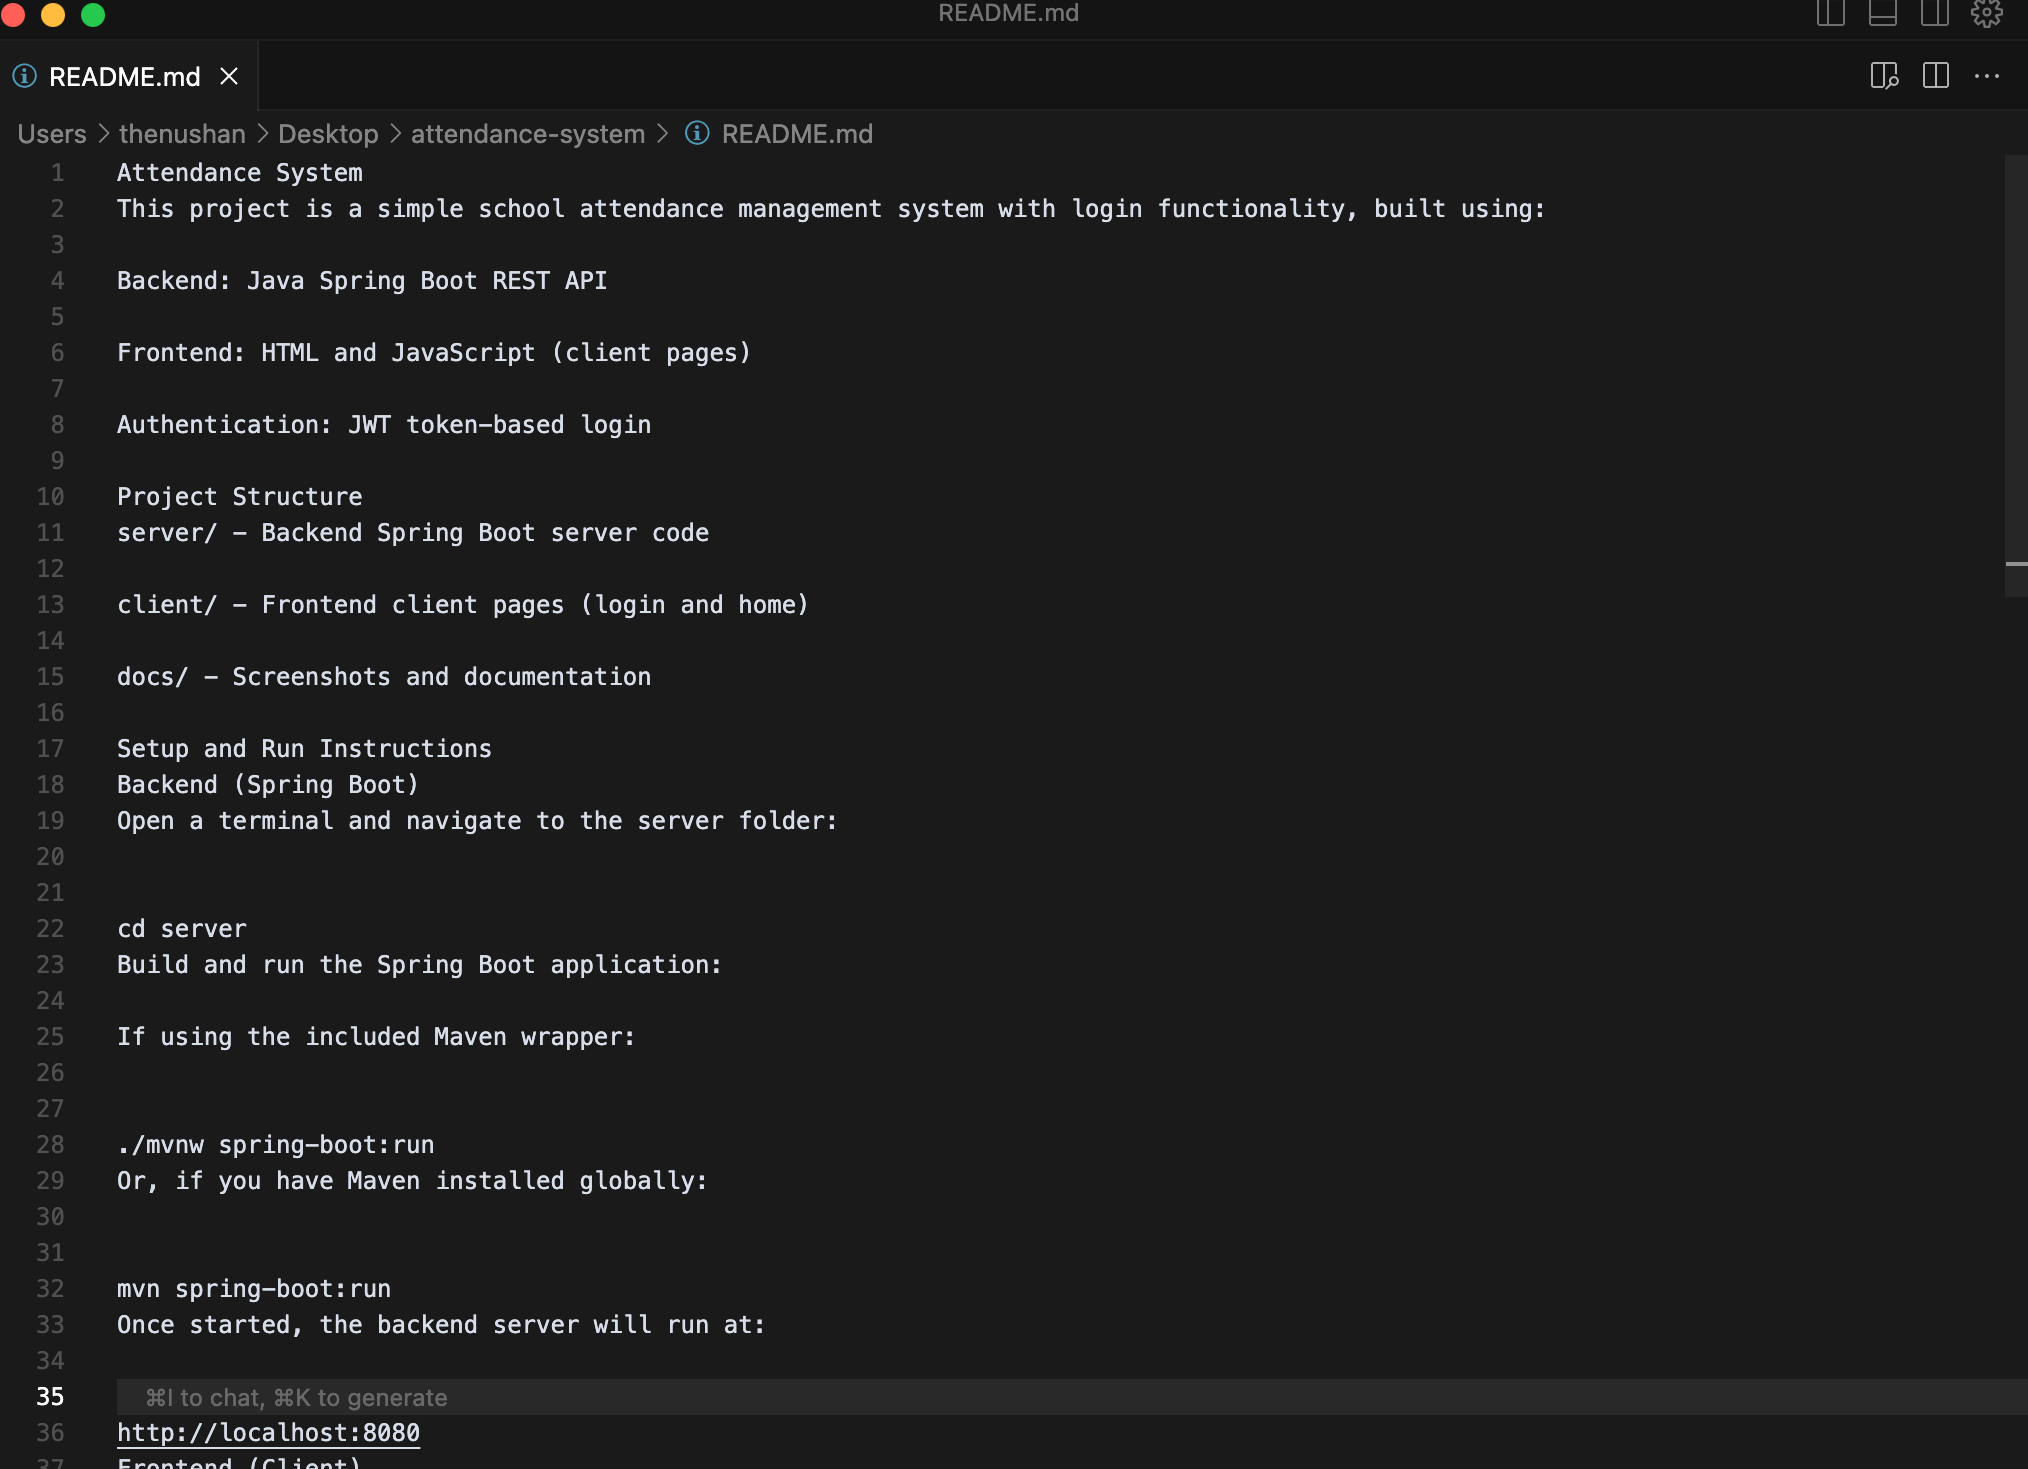 README.md
README.md
Users > thenushan > Desktop > attendance-system > README.md
1 Attendance System
2 This project is a simple school attendance management system with login functionality, built using:
3
4 Backend: Java Spring Boot REST API
5
6 Frontend: HTML and JavaScript (client pages)
7
8 Authentication: JWT token-based login
9
10 Project Structure
11 server/ – Backend Spring Boot server code
12
13 client/ – Frontend client pages (login and home)
14
15 docs/ – Screenshots and documentation
16
17 Setup and Run Instructions
18 Backend (Spring Boot)
19 Open a terminal and navigate to the server folder:
20
21
22 cd server
23 Build and run the Spring Boot application:
24
25 If using the included Maven wrapper:
26
27
28 ./mvnw spring-boot:run
29 Or, if you have Maven installed globally:
30
31
32 mvn spring-boot:run
33 Once started, the backend server will run at:
34
35 ⌘I to chat, ⌘K to generate
36 http://localhost:8080
37 Frontend (Client)